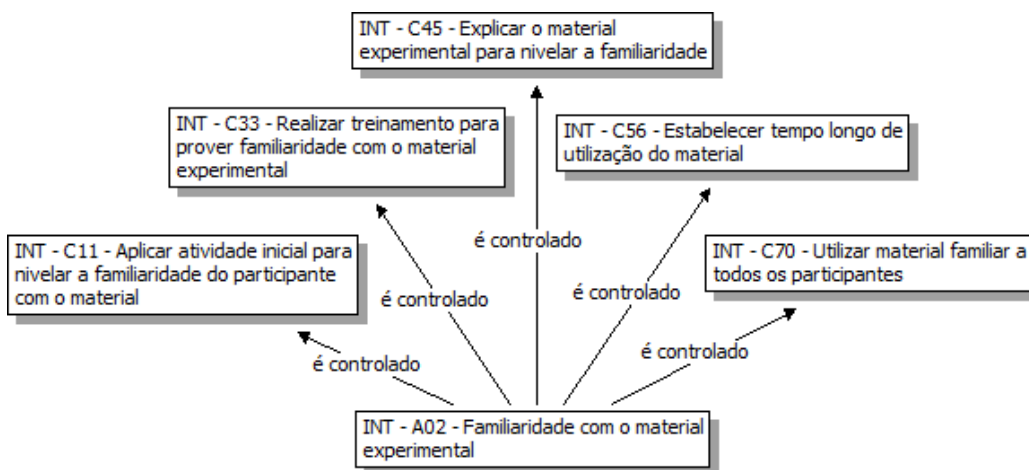 INT - C45 - Explicar o material
experimental para nivelar a familiaridade
INT - C33 - Realizar treinamento para
prover familiaridade com o material
experimental
INT - C56 - Estabelecer tempo longo de
utilização do material
INT - C11 - Aplicar atividade inicial para
nivelar a familiaridade do participante
com o material
é controlado
INT - C70 - Utilizar material familiar a
todos os participantes
é controlado
é controlado
é controlado
é controlado
INT - A02 - Familiaridade com o material
experimental